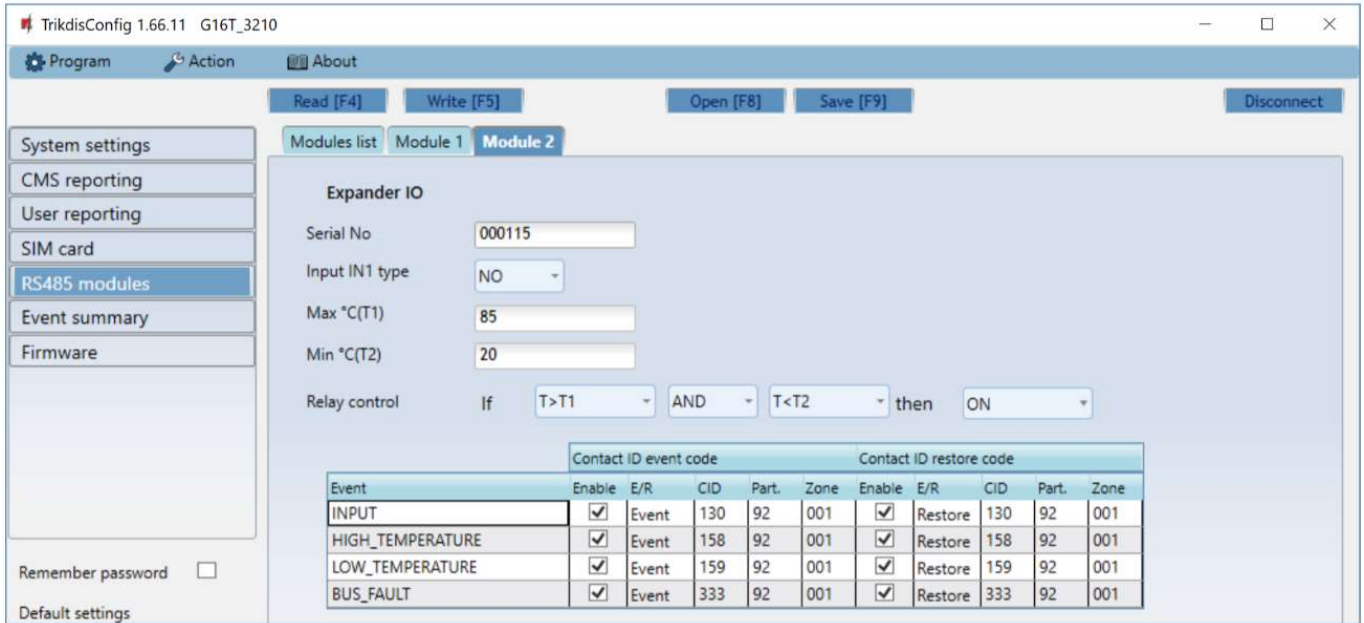 TrikdisConfig 1.66.11 G16T_3210
Program Action About
Read [F4] Write [F5] Open [F8] Save [F9] Disconnect
System settings
CMS reporting
User reporting
SIM card
RS485 modules
Event summary
Firmware
Remember password
Default settings
Modules list Module 1 Module 2
Expander IO
Serial No 000115
Input IN1 type NO
Max °C(T1) 85
Min °C(T2) 20
Relay control If T>T1 AND T<T2 then ON
Contact ID event code Contact ID restore code
Event Enable E/R CID Part. Zone Enable E/R CID Part. Zone
INPUT Event 130 92 001 Restore 130 92 001
HIGH_TEMPERATURE Event 158 92 001 Restore 158 92 001
LOW_TEMPERATURE Event 159 92 001 Restore 159 92 001
BUS_FAULT Event 333 92 001 Restore 333 92 001